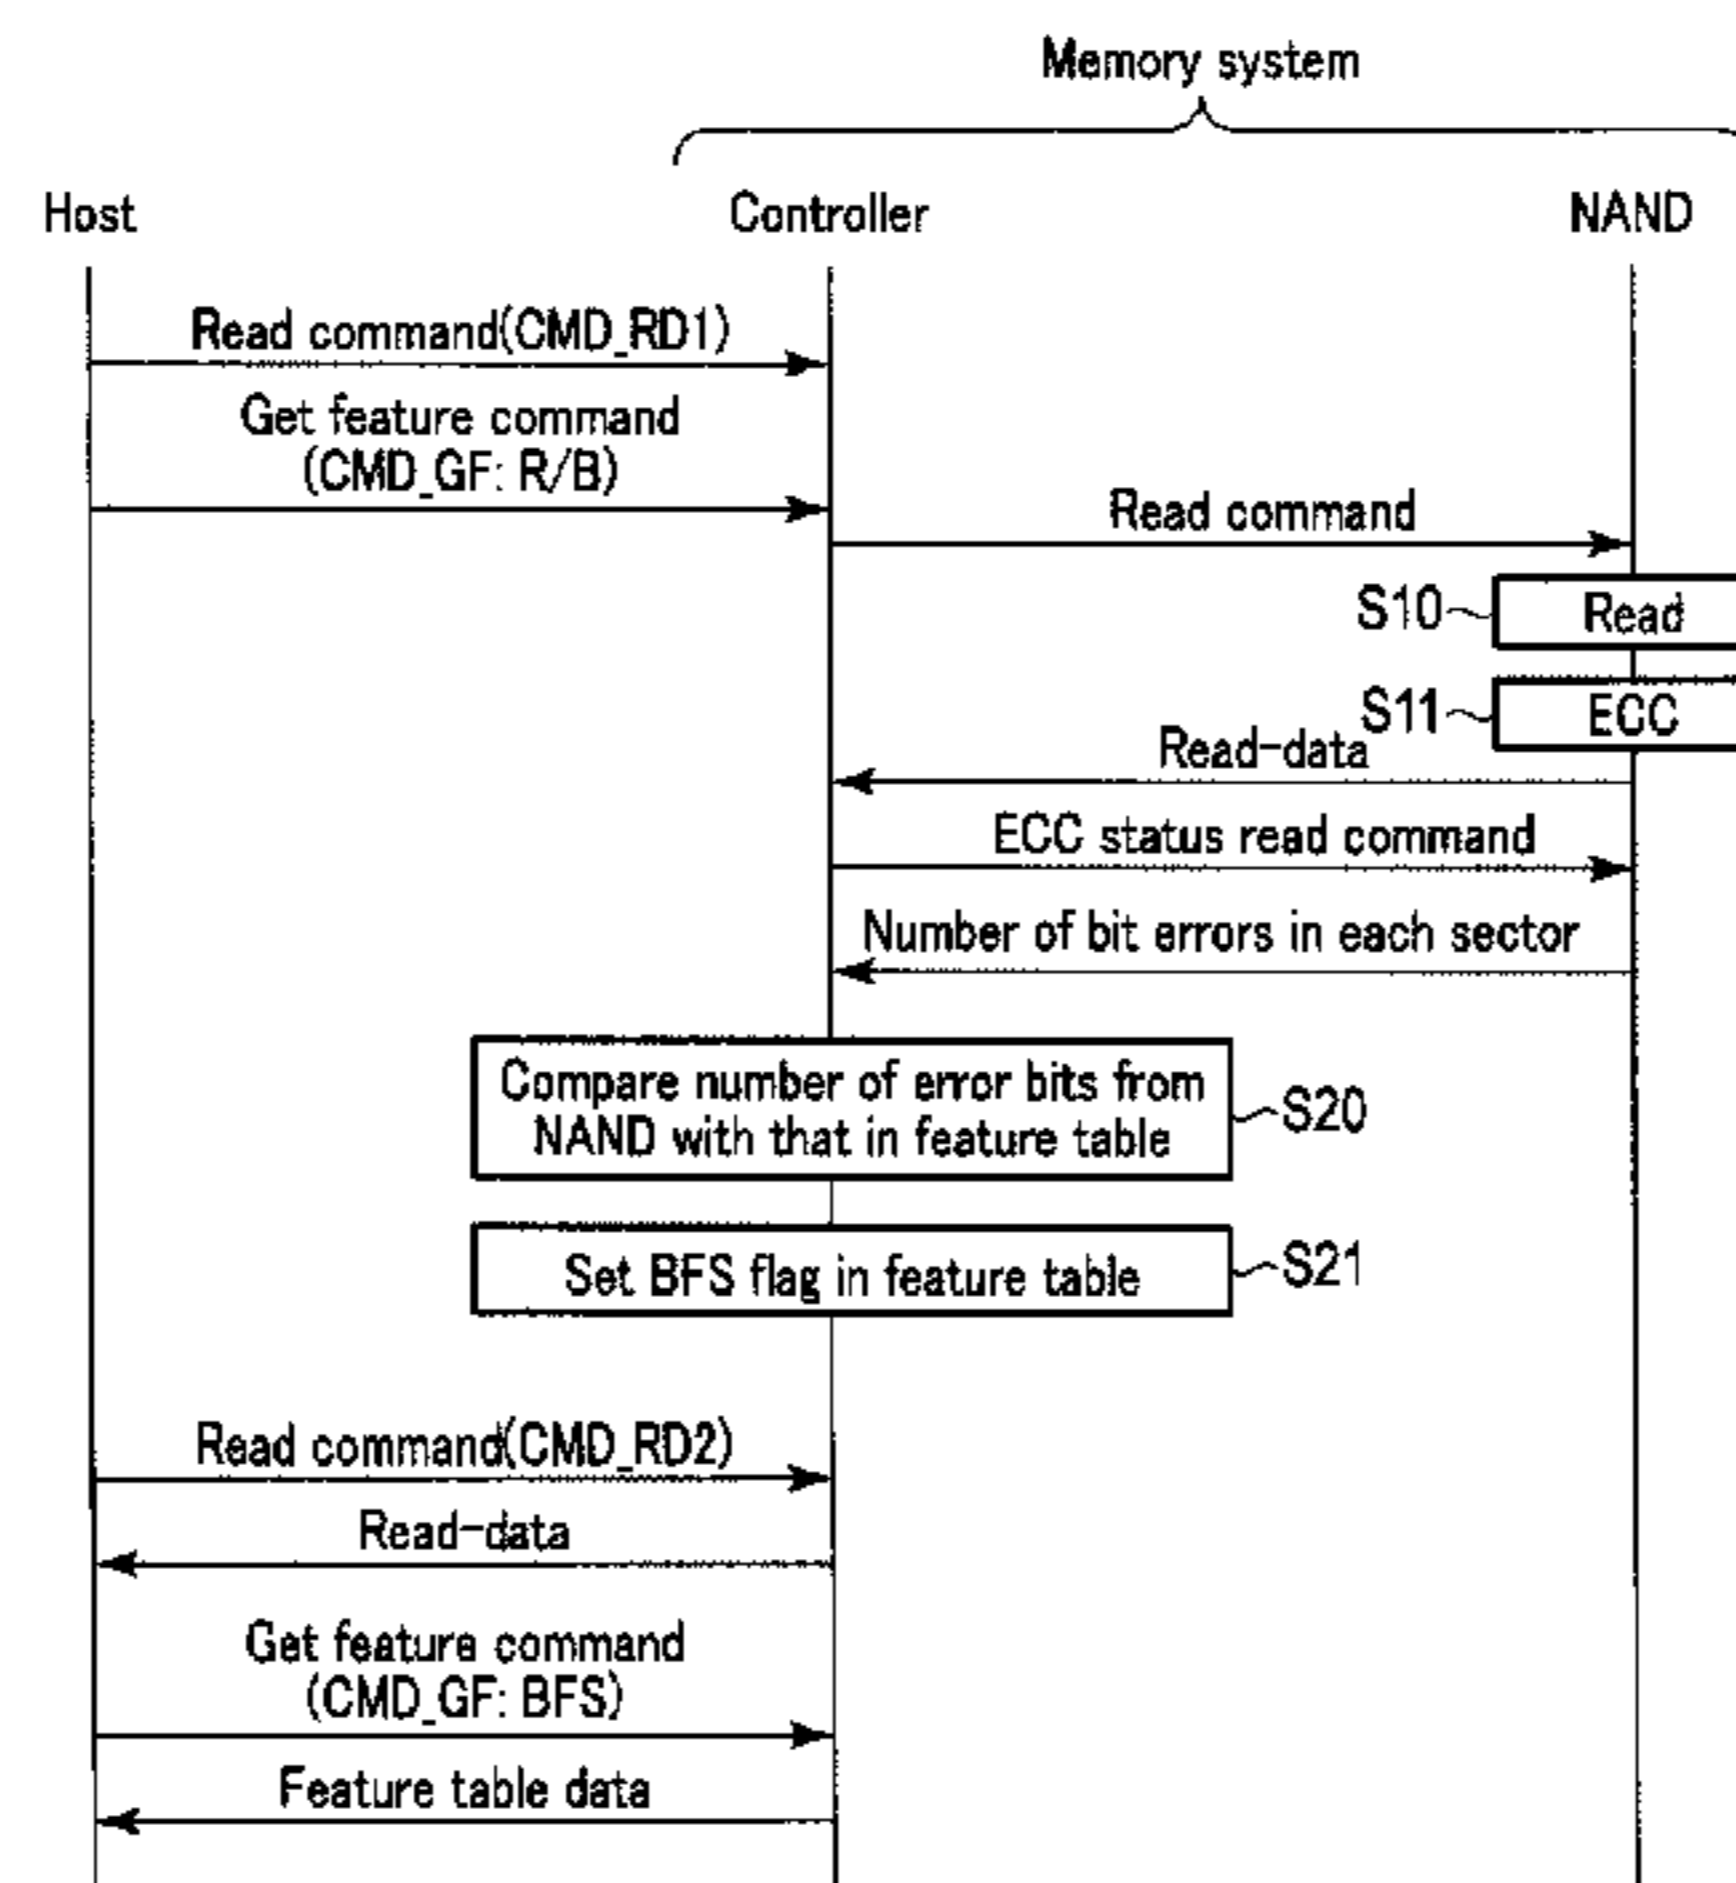 Memory system
Host
Controller
NAND
Read command(CMD_RD1)
Get feature command
(CMD_GF: R/B)
Read command
S10
Read
S11
ECC
Read-data
ECC status read command
Number of bit errors in each sector
Compare number of error bits from
NAND with that in feature table
S20
Set BFS flag in feature table
S21
Read command(CMD_RD2)
Read-data
Get feature command
(CMD_GF: BFS)
Feature table data